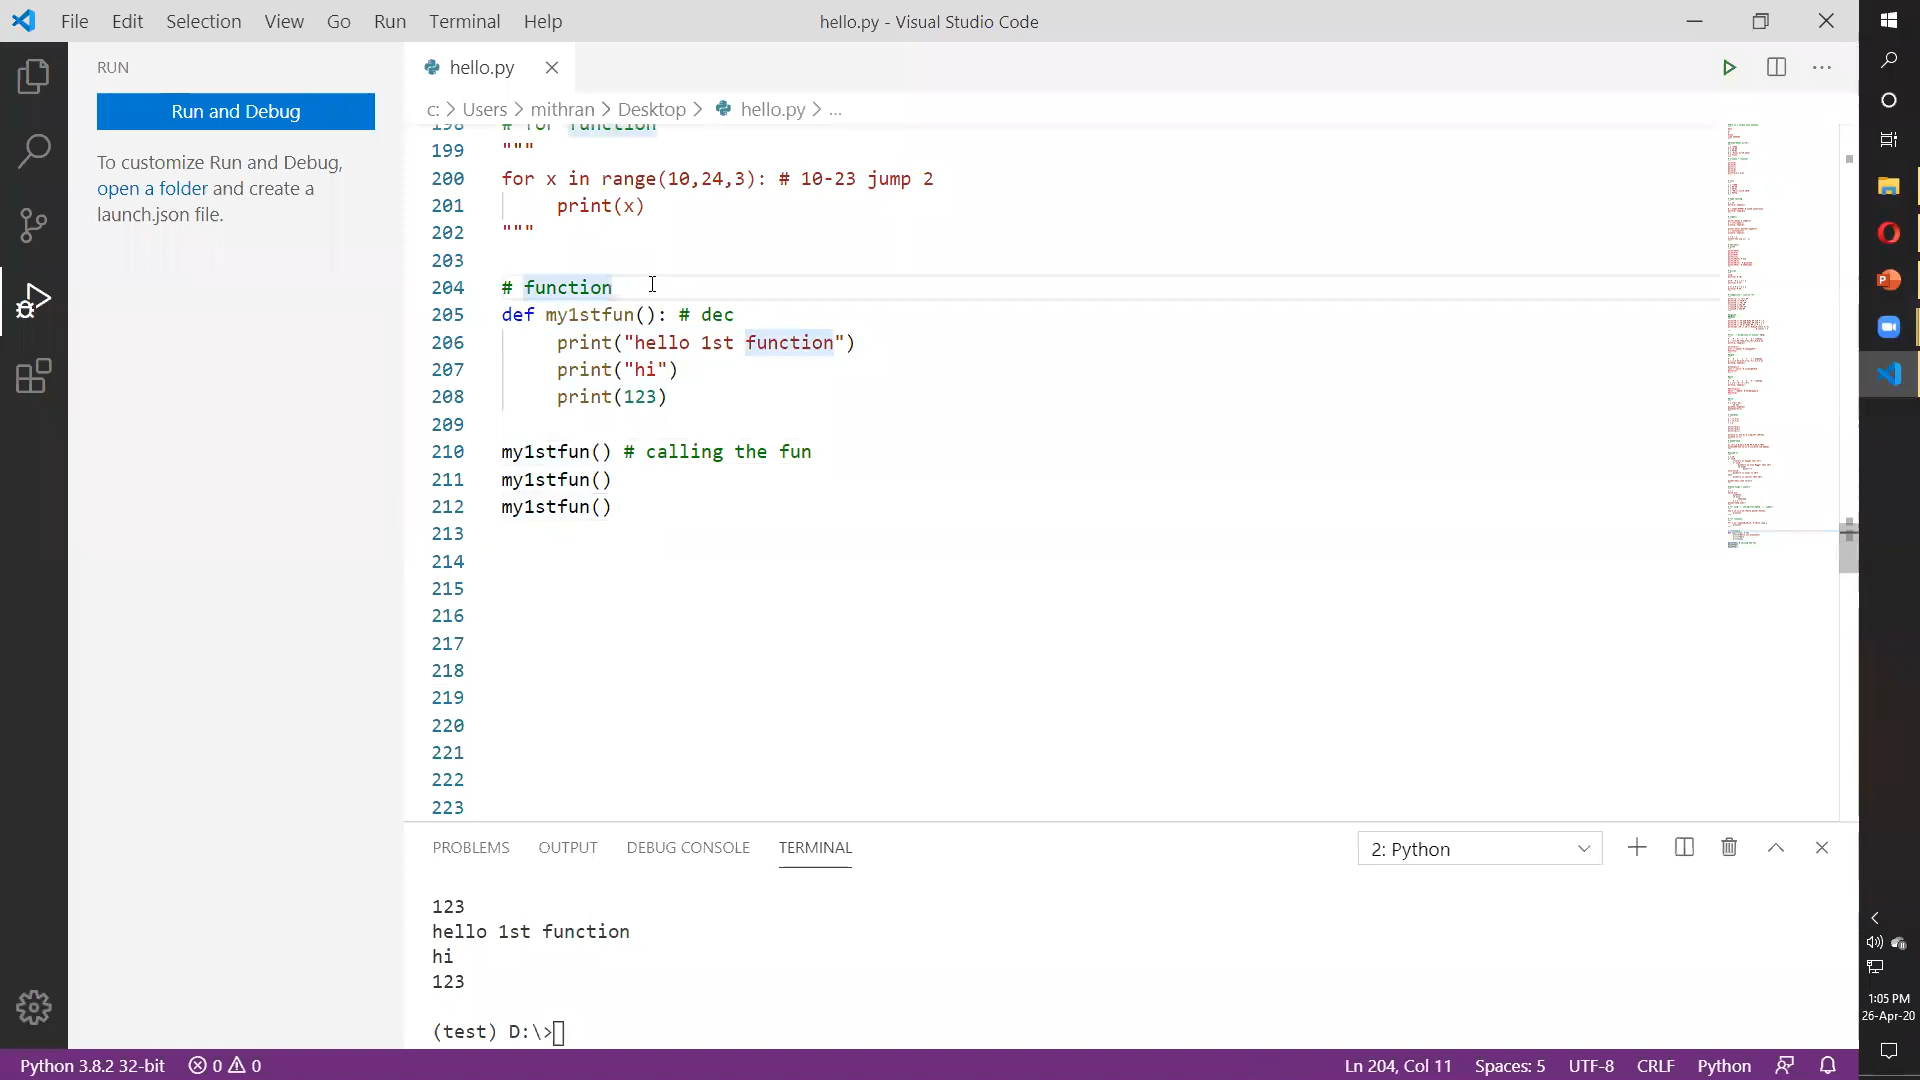 File Edit Selection View Go Run Terminal Help
hello.py - Visual Studio Code
RUN
Run and Debug
To customize Run and Debug,
open a folder and create a
launch.json file.
hello.py
c: > Users > mithran > Desktop > hello.py > ...
198 # for function
199 """
200 for x in range(10,24,3): # 10-23 jump 2
201 print(x)
202 """
203
204 # function
205 def my1stfun(): # dec
206 print("hello 1st function")
207 print("hi")
208 print(123)
209
210 my1stfun() # calling the fun
211 my1stfun()
212 my1stfun()
213
214
215
216
217
218
219
220
221
222
223
PROBLEMS OUTPUT DEBUG CONSOLE TERMINAL
2: Python
123
hello 1st function
hi
123
(test) D:\>
Python 3.8.2 32-bit 0 0
Ln 204, Col 11 Spaces: 5 UTF-8 CRLF Python
1:05 PM
26-Apr-20